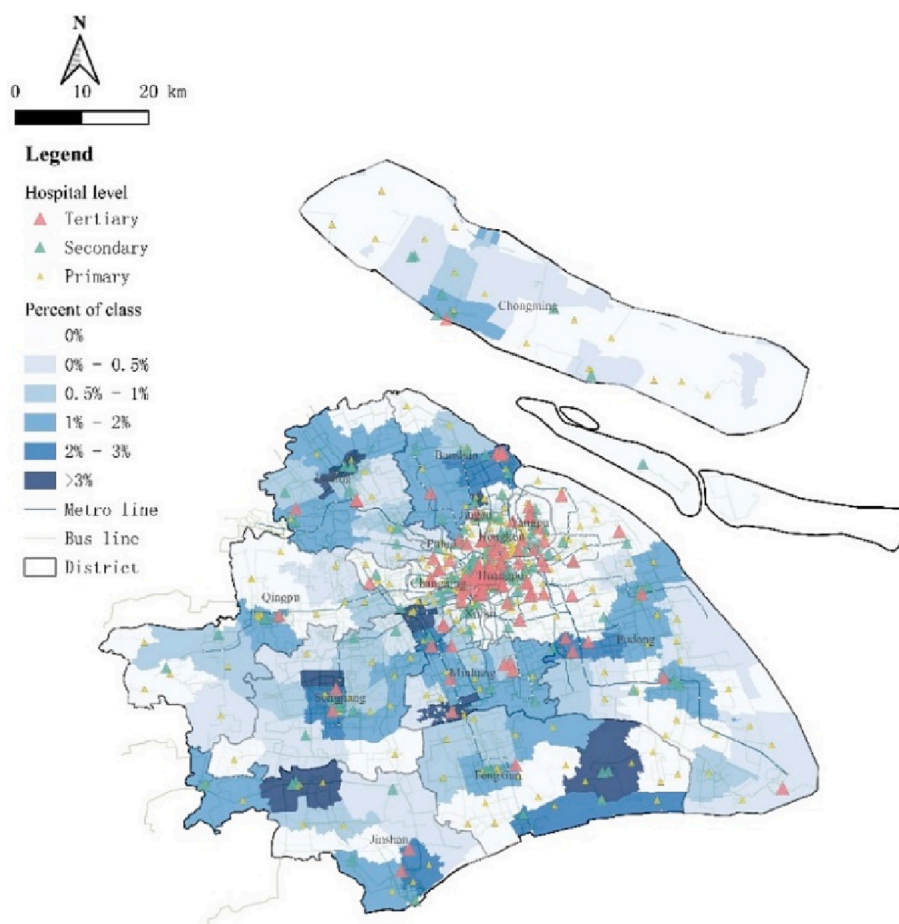 N
0 10 20 km
Legend
Hospital level
Tertiary
Secondary
Primary
Percent of class
0%
0% - 0.5%
0.5% - 1%
1% - 2%
2% - 3%
>3%
Metro line
Bus line
District
Chongming
Baoshan
Yangpu
Hongkou
Putuo
Changning
Huangpu
Xuhui
Qingpu
Pudong
Minhang
Songjiang
Fengxian
Jinshan